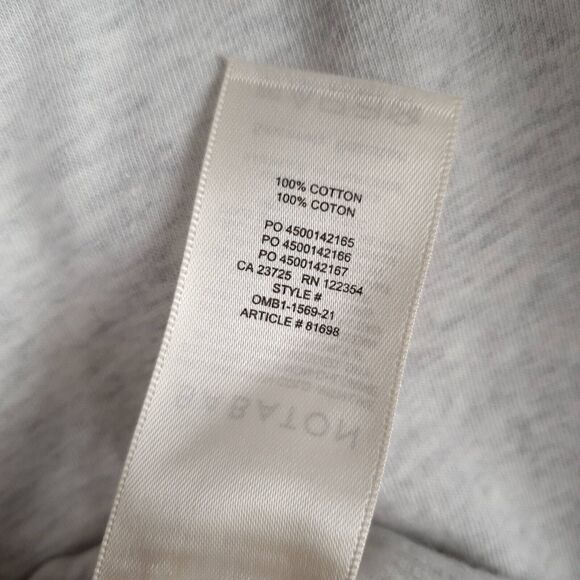 100% COTTON
100% COTON
PO 4500142165
PO 4500142166
PO 4500142167
CA 23725 RN 122354
STYLE #
OMB1-1569-21
ARTICLE # 81698
BABATON